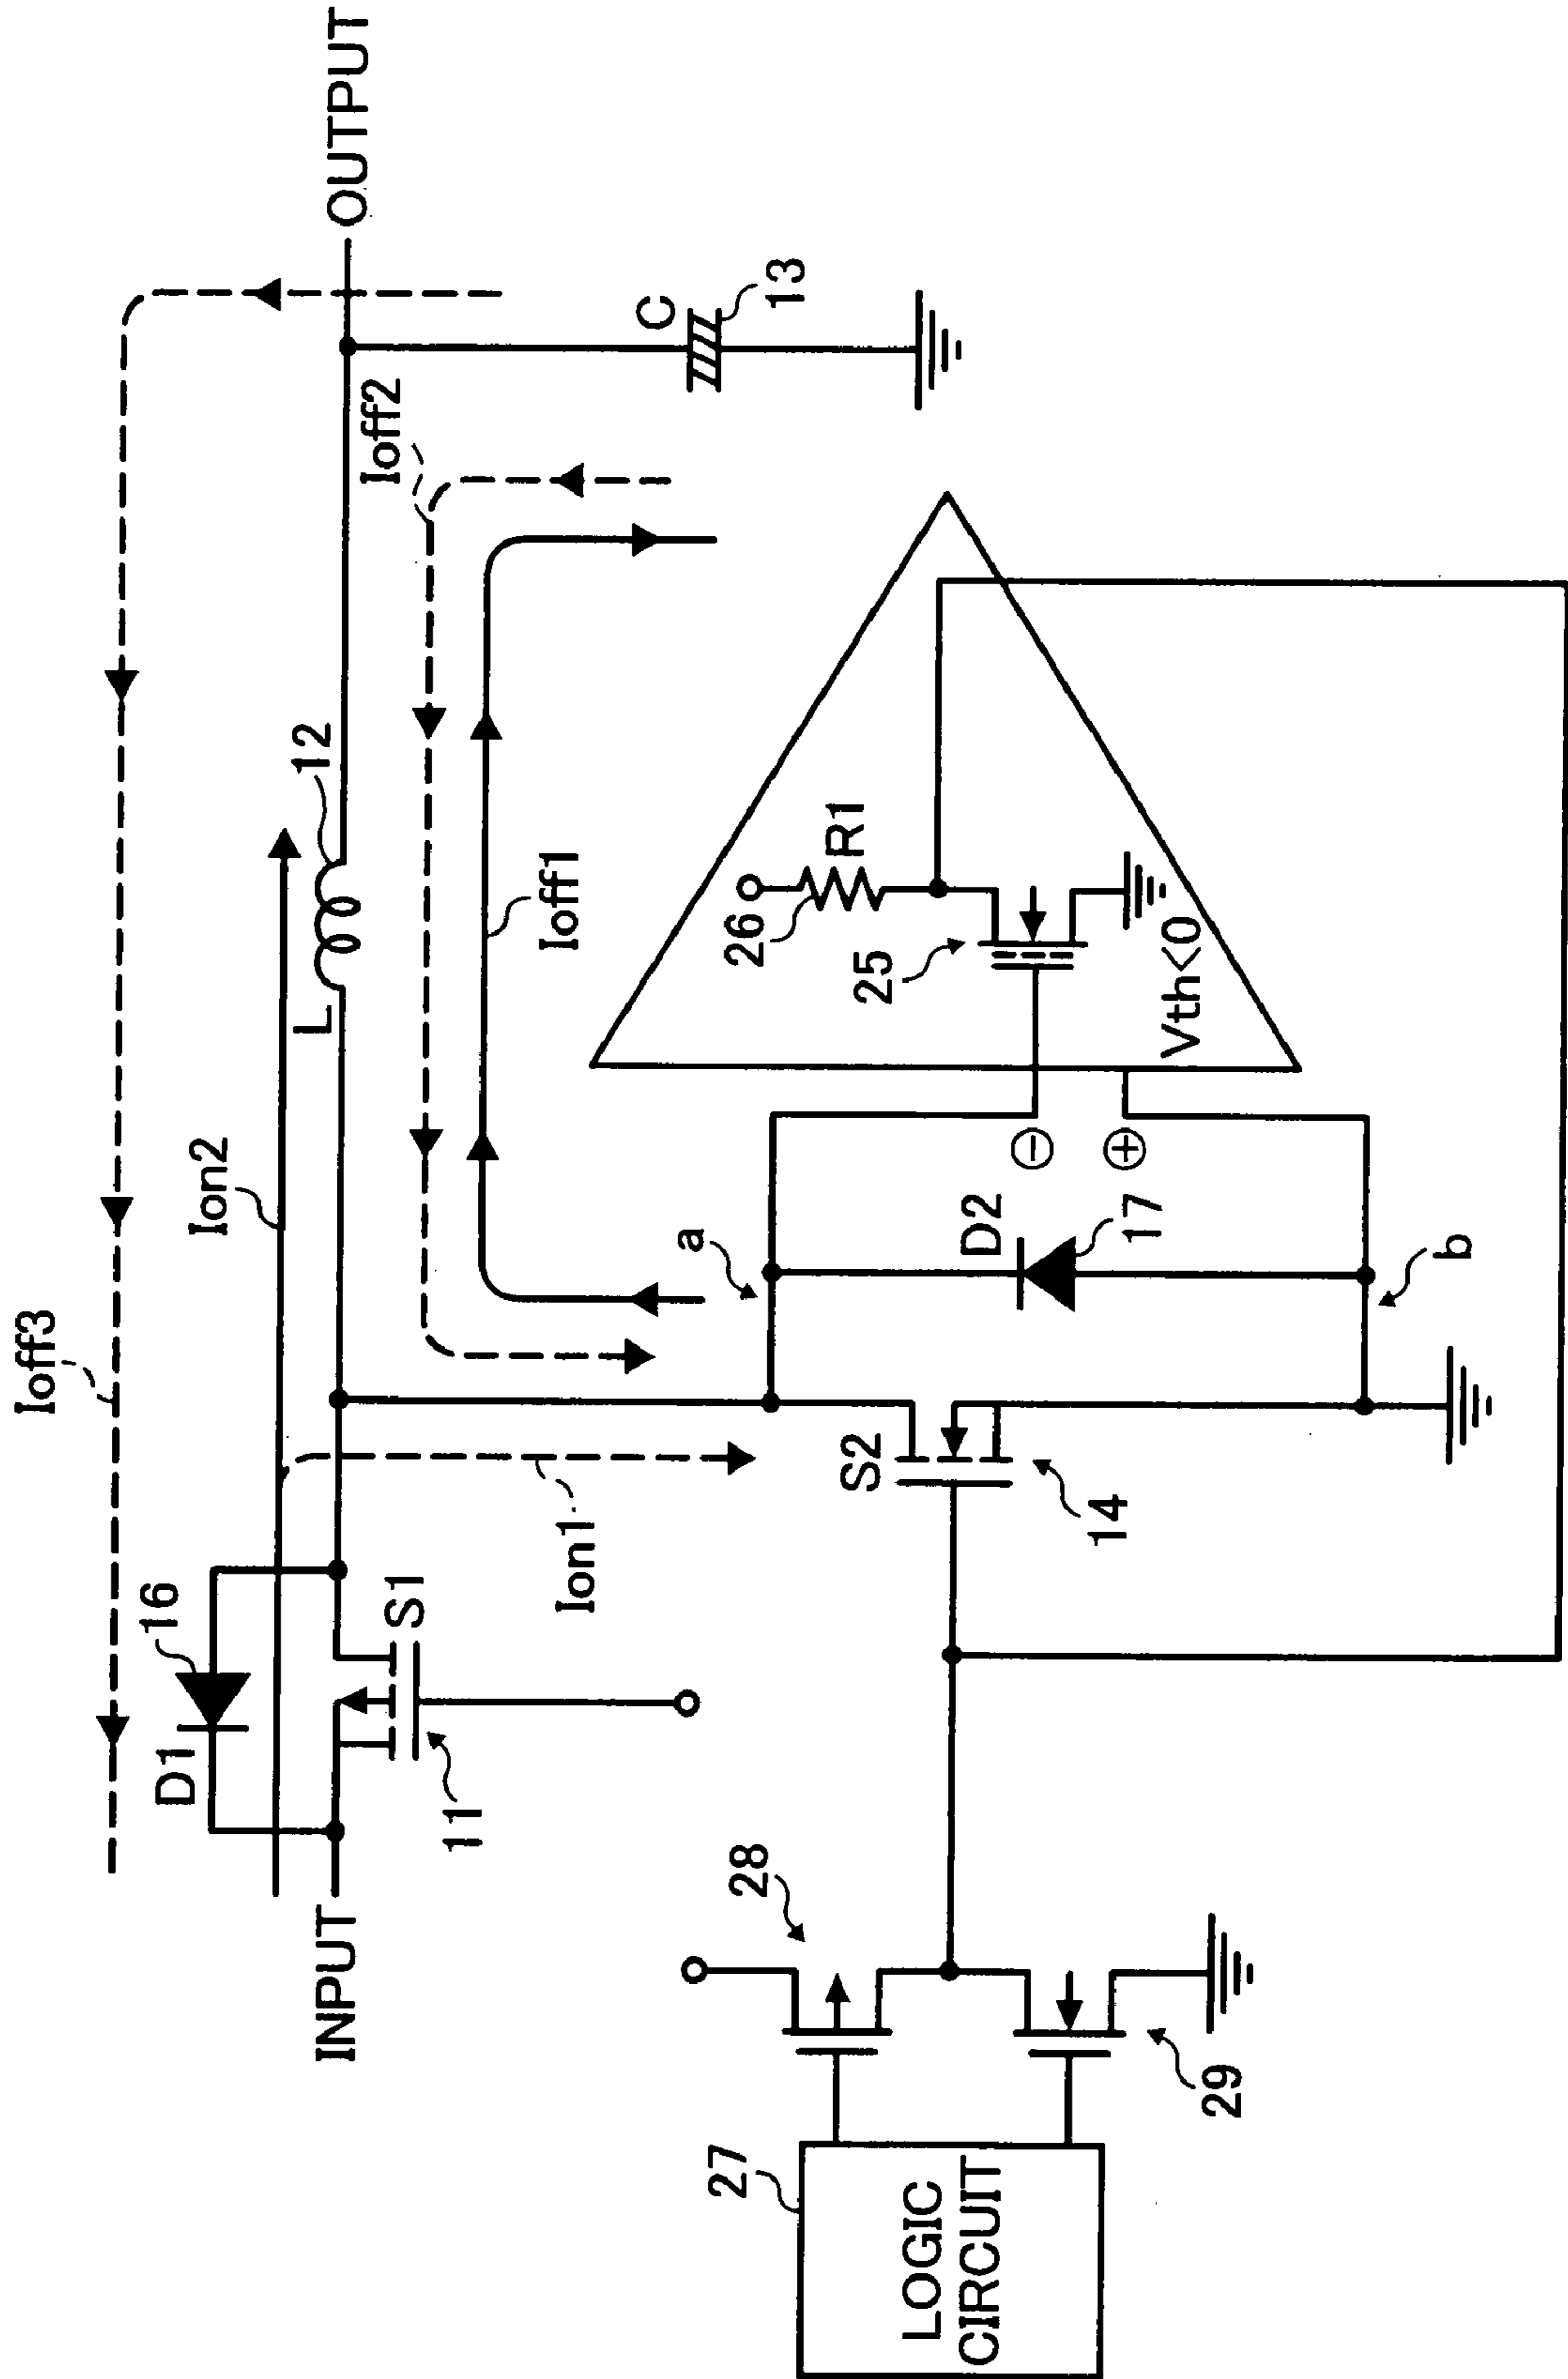 Ioff3
Ion2
D1
16
INPUT
L
12
OUTPUT
S1
11
Ion1
Ioff2
Ioff1
C
13
a
S2
14
D2
17
b
26
R1
25
Vth<0
⊖
⊕
28
27
LOGIC
CIRCUIT
29